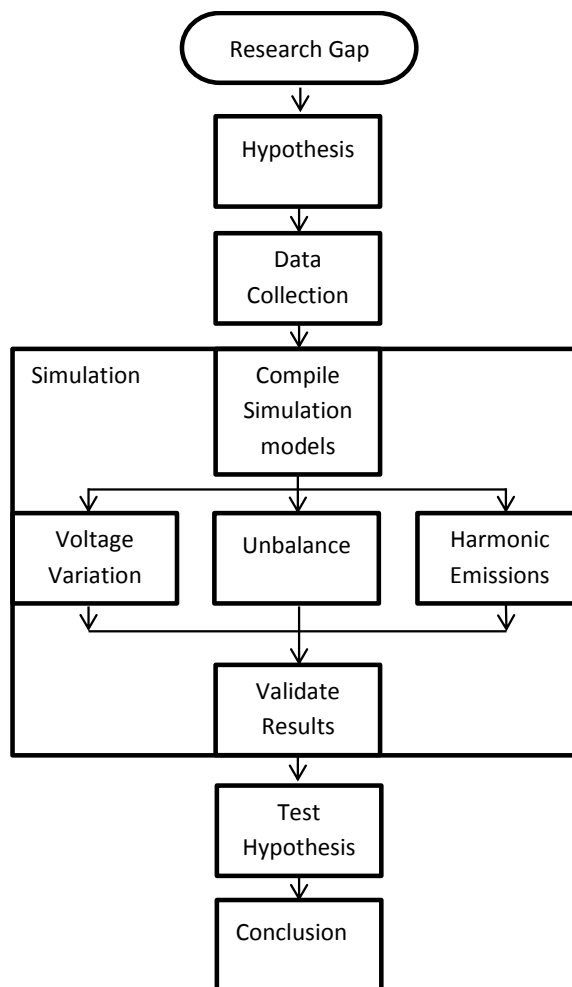 Research Gap
Hypothesis
Data
Collection
Simulation
Compile
Simulation
models
Voltage
Variation
Unbalance
Harmonic
Emissions
Validate
Results
Test
Hypothesis
Conclusion